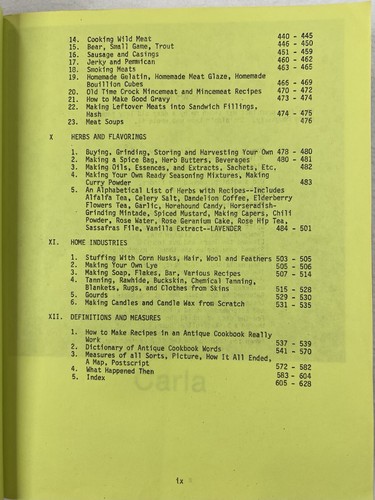 14. Cooking Wild Meat 440 - 445
15. Bear, Small Game, Trout 446 - 450
16. Sausage and Casings 451 - 459
17. Jerky and Pemmican 460 - 462
18. Smoking Meats 463 - 465
19. Homemade Gelatin, Homemade Meat Glaze, Homemade
Bouillion Cubes 466 - 469
20. Old Time Crock Mincemeat and Mincemeat Recipes 470 - 472
21. How to Make Good Gravy 473 - 474
22. Making Leftover Meats into Sandwich Fillings,
Hash 474 - 475
23. Meat Soups 476
X HERBS AND FLAVORINGS
1. Buying, Grinding, Storing and Harvesting Your Own 478 - 480
2. Making a Spice Bag, Herb Butters, Beverages 480 - 481
3. Making Oils, Essences, and Extracts, Sachets, Etc. 482
4. Making Your Own Ready Seasoning Mixtures, Making
Curry Powder 483
5. An Alphabetical List of Herbs with Recipes--Includes
Alfalfa Tea, Celery Salt, Dandelion Coffee, Elderberry
Flowers Tea, Garlic, Horehound Candy, Horseradish-
Grinding Mintade, Spiced Mustard, Making Capers, Chili
Powder, Rose Water, Rose Geranium Cake, Rose Hip Tea,
Sassafras File, Vanilla Extract--LAVENDER 484 - 501
XI. HOME INDUSTRIES
1. Stuffing With Corn Husks, Hair, Wool and Feathers 503 - 505
2. Making Your Own Lye 505 - 506
3. Making Soap, Flakes, Bar, Various Recipes 507 - 514
4. Tanning, Rawhide, Buckskin, Chemical Tanning,
Blankets, Rugs, and Clothes from Skins 515 - 528
5. Gourds 529 - 530
6. Making Candles and Candle Wax from Scratch 531 - 535
XII. DEFINITIONS AND MEASURES
1. How to Make Recipes in an Antique Cookbook Really
Work 537 - 539
2. Dictionary of Antique Cookbook Words 541 - 570
3. Measures of all Sorts, Picture, How It All Ended,
A Map, Postscript 572 - 582
4. What Happened Then 583 - 604
5. Index 605 - 628
Carla
ix